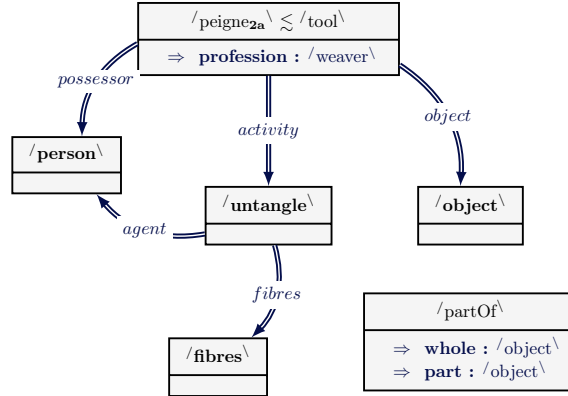 /peigne2a\ ≲ /tool\
⇒ profession : /weaver\
possessor
activity
object
/person\
/untangle\
/object\
agent
fibres
/fibres\
/partOf\
⇒ whole : /object\
⇒ part : /object\